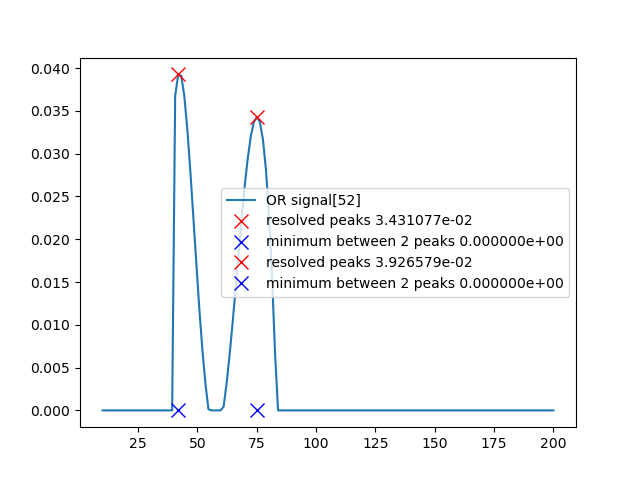 0.040
0.035
0.030
0.025
0.020
0.015
0.010
0.005
0.000
OR signal[52]
resolved peaks 3.431077e-02
minimum between 2 peaks 0.000000e+00
resolved peaks 3.926579e-02
minimum between 2 peaks 0.000000e+00
25 50 75 100 125 150 175 200